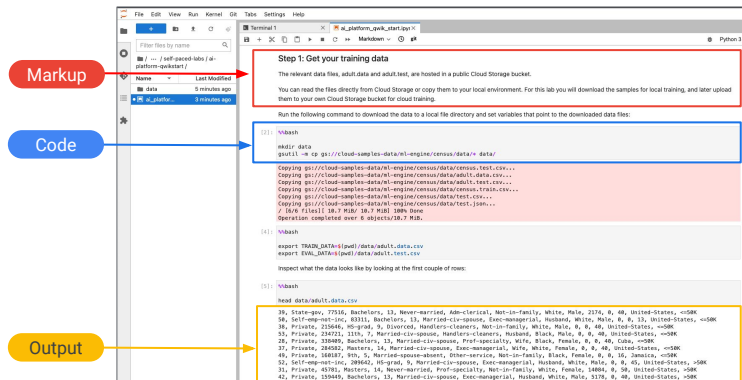 File Edit View Run Kernel Git Tabs Settings Help
Terminal 1
ai_platform_qwik_start.ipynb
Markdown
Python 3
Filter files by name
/ ··· / self-paced-labs / ai-
platform-qwikstart /
Name
Last Modified
data
5 minutes ago
ai_platfor...
3 minutes ago
Markup
Code
Output
Step 1: Get your training data
The relevant data files, adult.data and adult.test, are hosted in a public Cloud Storage bucket.
You can read the files directly from Cloud Storage or copy them to your local environment. For this lab you will download the samples for local training, and later upload
them to your own Cloud Storage bucket for cloud training.
Run the following command to download the data to a local file directory and set variables that point to the downloaded data files:
[2]: %%bash
mkdir data
gsutil -m cp gs://cloud-samples-data/ml-engine/census/data/* data/
Copying gs://cloud-samples-data/ml-engine/census/data/census.test.csv...
Copying gs://cloud-samples-data/ml-engine/census/data/adult.data.csv...
Copying gs://cloud-samples-data/ml-engine/census/data/adult.test.csv...
Copying gs://cloud-samples-data/ml-engine/census/data/census.train.csv...
Copying gs://cloud-samples-data/ml-engine/census/data/test.csv...
Copying gs://cloud-samples-data/ml-engine/census/data/test.json...
/ [6/6 files][ 10.7 MiB/ 10.7 MiB] 100% Done
Operation completed over 6 objects/10.7 MiB.
[4]: %%bash
export TRAIN_DATA=$(pwd)/data/adult.data.csv
export EVAL_DATA=$(pwd)/data/adult.test.csv
Inspect what the data looks like by looking at the first couple of rows:
[5]: %%bash
head data/adult.data.csv
39, State-gov, 77516, Bachelors, 13, Never-married, Adm-clerical, Not-in-family, White, Male, 2174, 0, 40, United-States, <=50K
50, Self-emp-not-inc, 83311, Bachelors, 13, Married-civ-spouse, Exec-managerial, Husband, White, Male, 0, 0, 13, United-States, <=50K
38, Private, 215646, HS-grad, 9, Divorced, Handlers-cleaners, Not-in-family, White, Male, 0, 0, 40, United-States, <=50K
53, Private, 234721, 11th, 7, Married-civ-spouse, Handlers-cleaners, Husband, Black, Male, 0, 0, 40, United-States, <=50K
28, Private, 338409, Bachelors, 13, Married-civ-spouse, Prof-specialty, Wife, Black, Female, 0, 0, 40, Cuba, <=50K
37, Private, 284582, Masters, 14, Married-civ-spouse, Exec-managerial, Wife, White, Female, 0, 0, 40, United-States, <=50K
49, Private, 160187, 9th, 5, Married-spouse-absent, Other-service, Not-in-family, Black, Female, 0, 0, 16, Jamaica, <=50K
52, Self-emp-not-inc, 209642, HS-grad, 9, Married-civ-spouse, Exec-managerial, Husband, White, Male, 0, 0, 45, United-States, >50K
31, Private, 45781, Masters, 14, Never-married, Prof-specialty, Not-in-family, White, Female, 14084, 0, 50, United-States, >50K
42, Private, 159449, Bachelors, 13, Married-civ-spouse, Exec-managerial, Husband, White, Male, 5178, 0, 40, United-States, >50K